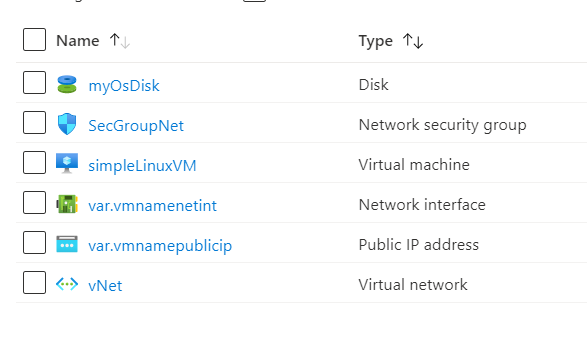 Name Type
myOsDisk Disk
SecGroupNet Network security group
simpleLinuxVM Virtual machine
var.vmnamenetint Network interface
var.vmnamepublicip Public IP address
vNet Virtual network